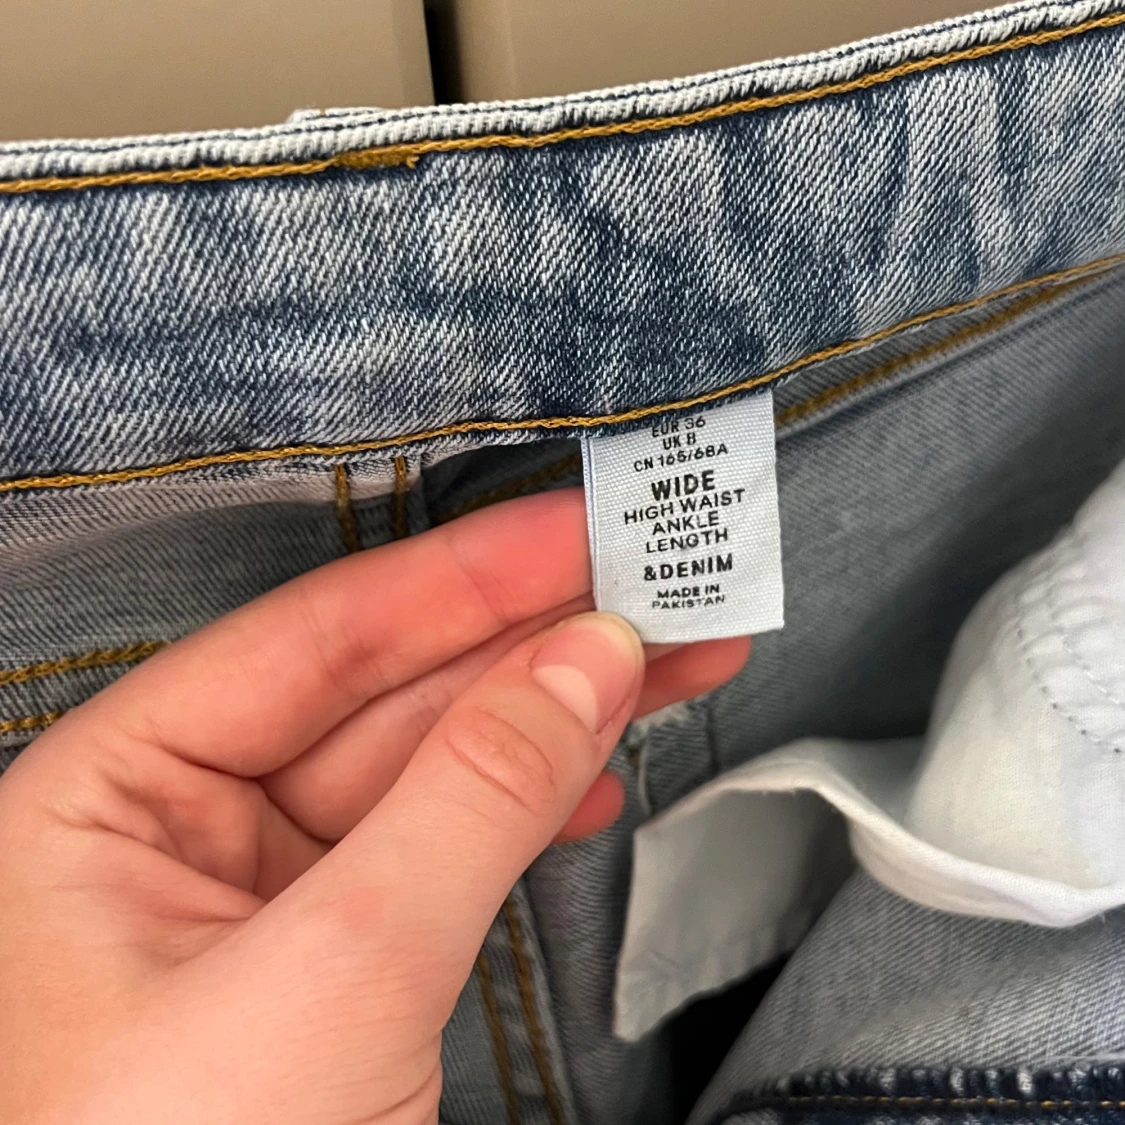 EUR 36
UK 8
CN 165/68A
WIDE
HIGH WAIST
ANKLE
LENGTH
&DENIM
MADE IN
PAKISTAN